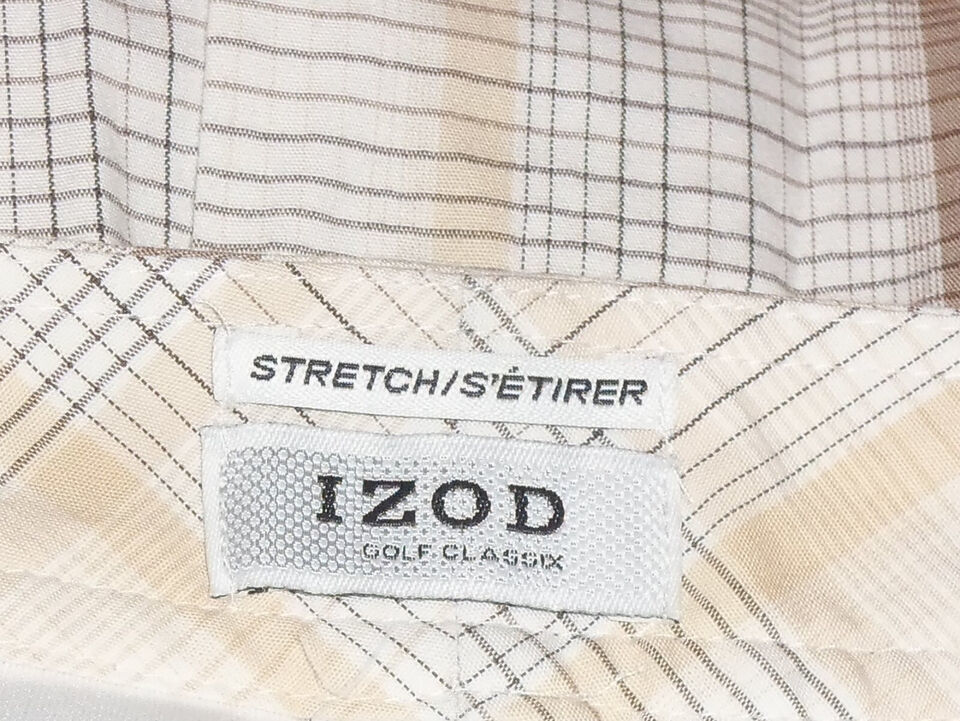 STRETCH/S'ÉTIRER
IZOD
GOLF CLASSIX